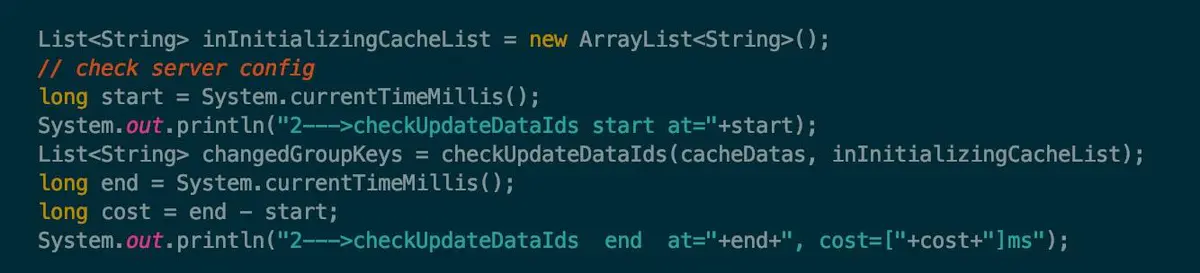 List<String> inInitializingCacheList = new ArrayList<String>();
// check server config
long start = System.currentTimeMillis();
System.out.println("2--->checkUpdateDataIds start at="+start);
List<String> changedGroupKeys = checkUpdateDataIds(cacheDatas, inInitializingCacheList);
long end = System.currentTimeMillis();
long cost = end - start;
System.out.println("2--->checkUpdateDataIds  end  at="+end+", cost=["+cost+"]ms");